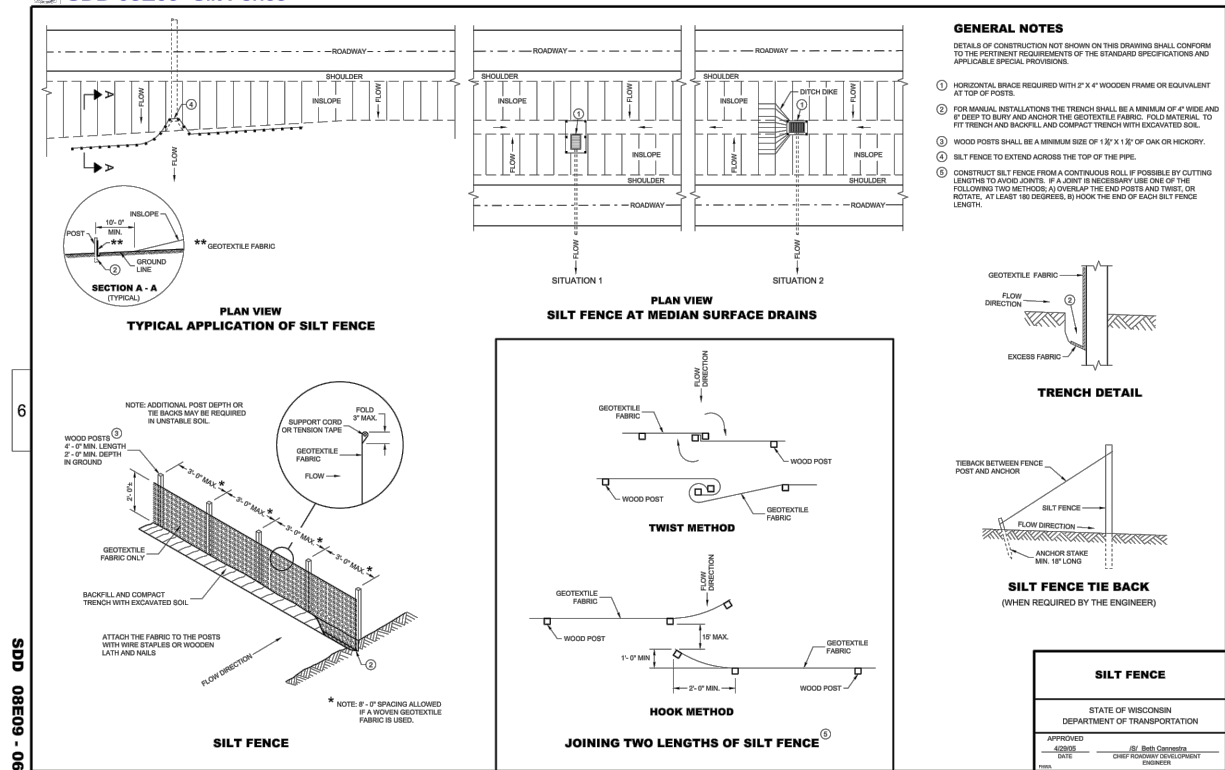 ROADWAY
SHOULDER
INSLOPE
FLOW
FLOW
FLOW
A
A
4
POST
INSLOPE
10'- 0"
MIN.
**
GROUND
LINE
2
SECTION A - A
(TYPICAL)
** GEOTEXTILE FABRIC
PLAN VIEW
TYPICAL APPLICATION OF SILT FENCE
ROADWAY
SHOULDER
INSLOPE
FLOW
1
FLOW
INSLOPE
SHOULDER
ROADWAY
FLOW
SITUATION 1
ROADWAY
SHOULDER
DITCH DIKE
1
INSLOPE
FLOW
FLOW
INSLOPE
SHOULDER
ROADWAY
FLOW
SITUATION 2
PLAN VIEW
SILT FENCE AT MEDIAN SURFACE DRAINS
GENERAL NOTES
DETAILS OF CONSTRUCTION NOT SHOWN ON THIS DRAWING SHALL CONFORM
TO THE PERTINENT REQUIREMENTS OF THE STANDARD SPECIFICATIONS AND
APPLICABLE SPECIAL PROVISIONS.
1 HORIZONTAL BRACE REQUIRED WITH 2" X 4" WOODEN FRAME OR EQUIVALENT
AT TOP OF POSTS.
2 FOR MANUAL INSTALLATIONS THE TRENCH SHALL BE A MINIMUM OF 4" WIDE AND
6" DEEP TO BURY AND ANCHOR THE GEOTEXTILE FABRIC. FOLD MATERIAL TO
FIT TRENCH AND BACKFILL AND COMPACT TRENCH WITH EXCAVATED SOIL.
3 WOOD POSTS SHALL BE A MINIMUM SIZE OF X OF OAK OR HICKORY.
4 SILT FENCE TO EXTEND ACROSS THE TOP OF THE PIPE.
5 CONSTRUCT SILT FENCE FROM A CONTINUOUS ROLL IF POSSIBLE BY CUTTING
LENGTHS TO AVOID JOINTS. IF A JOINT IS NECESSARY USE ONE OF THE
FOLLOWING TWO METHODS; A) OVERLAP THE END POSTS AND TWIST, OR
ROTATE, AT LEAST 180 DEGREES, B) HOOK THE END OF EACH SILT FENCE
LENGTH.
GEOTEXTILE FABRIC
FLOW
DIRECTION
2
EXCESS FABRIC
TRENCH DETAIL
6
NOTE: ADDITIONAL POST DEPTH OR
TIE BACKS MAY BE REQUIRED
IN UNSTABLE SOIL.
WOOD POSTS 3
4' - 0" MIN. LENGTH
2' - 0" MIN. DEPTH
IN GROUND
SUPPORT CORD
OR TENSION TAPE
FOLD
3" MAX.
GEOTEXTILE
FABRIC
FLOW
3'- 0" MAX. *
3'- 0" MAX. *
3'- 0" MAX. *
3'- 0" MAX. *
2'- 0"±
GEOTEXTILE
FABRIC ONLY
BACKFILL AND COMPACT
TRENCH WITH EXCAVATED SOIL
ATTACH THE FABRIC TO THE POSTS
WITH WIRE STAPLES OR WOODEN
LATH AND NAILS
FLOW DIRECTION
2
* NOTE: 8' - 0" SPACING ALLOWED
IF A WOVEN GEOTEXTILE
FABRIC IS USED.
SILT FENCE
FLOW
DIRECTION
GEOTEXTILE
FABRIC
WOOD POST
WOOD POST
GEOTEXTILE
FABRIC
TWIST METHOD
FLOW
DIRECTION
GEOTEXTILE
FABRIC
WOOD POST
15' MAX.
1'- 0" MIN
GEOTEXTILE
FABRIC
2'- 0" MIN.
WOOD POST
HOOK METHOD
JOINING TWO LENGTHS OF SILT FENCE 5
TIEBACK BETWEEN FENCE
POST AND ANCHOR
SILT FENCE
FLOW DIRECTION
ANCHOR STAKE
MIN. 18" LONG
SILT FENCE TIE BACK
(WHEN REQUIRED BY THE ENGINEER)
SDD 08E09 - 06
SILT FENCE
STATE OF WISCONSIN
DEPARTMENT OF TRANSPORTATION
APPROVED
4/29/05 /S/ Beth Cannestra
DATE CHIEF ROADWAY DEVELOPMENT
ENGINEER